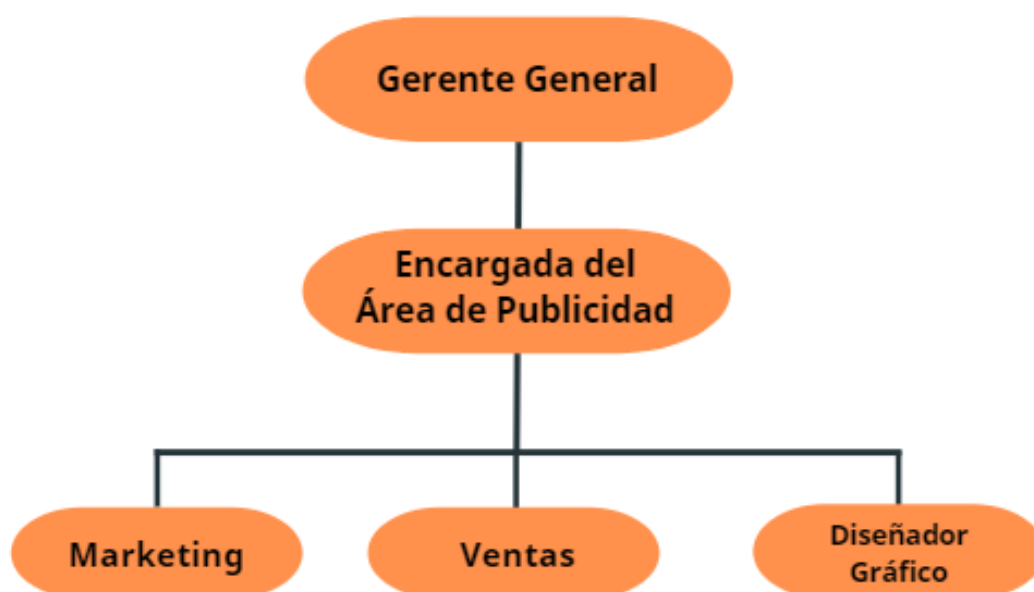 Gerente General
Encargada del
Área de Publicidad
Marketing
Ventas
Diseñador
Gráfico